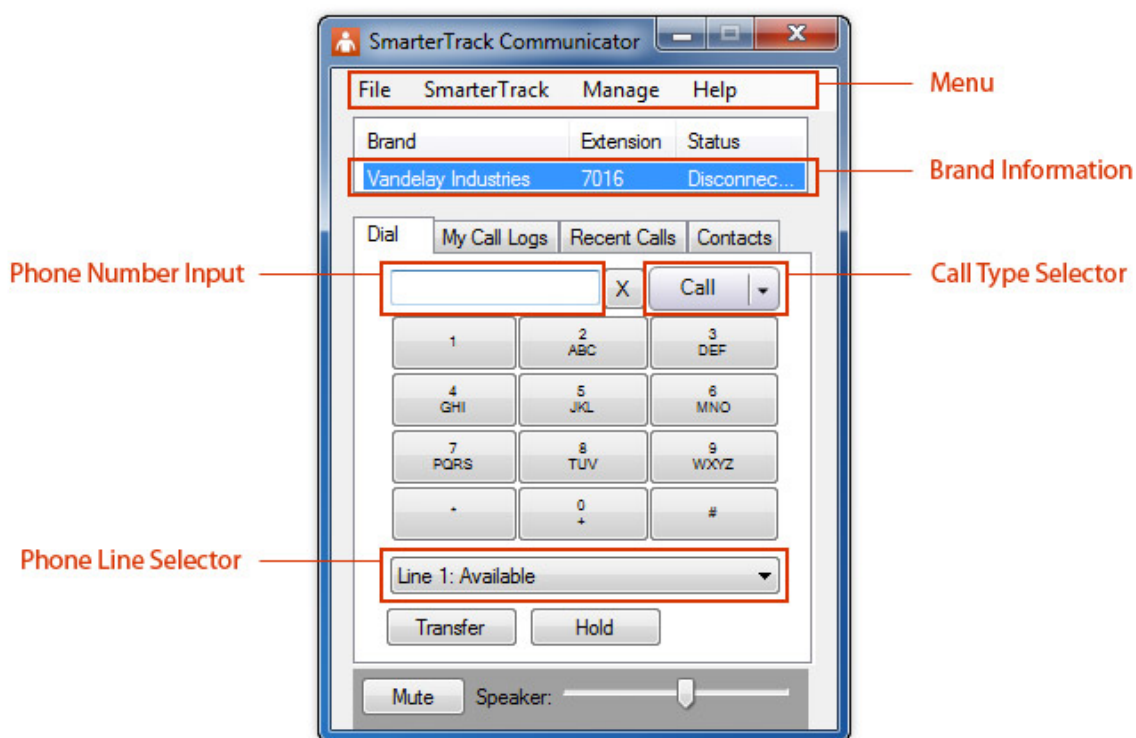 SmarterTrack Communicator
File SmarterTrack Manage Help
Menu
Brand Extension Status
Vandelay Industries 7016 Disconnec...
Brand Information
Dial My Call Logs Recent Calls Contacts
Phone Number Input
X Call
Call Type Selector
1 2 3
ABC DEF
4 5 6
GHI JKL MNO
7 8 9
PQRS TUV WXYZ
* 0 #
+
Phone Line Selector
Line 1: Available
Transfer Hold
Mute Speaker: